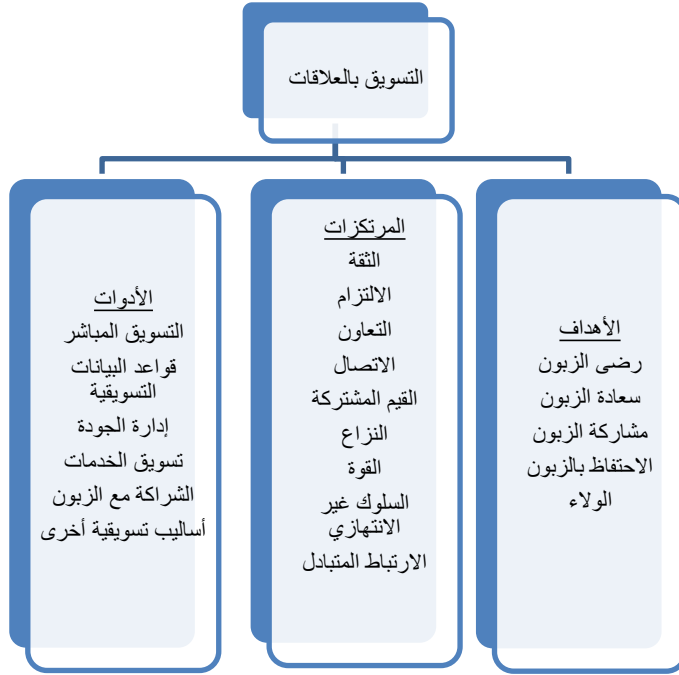 التسويق بالعلاقات
الأهداف
رضى الزبون
سعادة الزبون
مشاركة الزبون
الاحتفاظ بالزبون
الولاء
المرتكزات
الثقة
الالتزام
التعاون
الاتصال
القيم المشتركة
النزاع
القوة
السلوك غير
الانتهازي
الارتباط المتبادل
الأدوات
التسويق المباشر
قواعد البيانات
التسويقية
إدارة الجودة
تسويق الخدمات
الشراكة مع الزبون
أساليب تسويقية أخرى